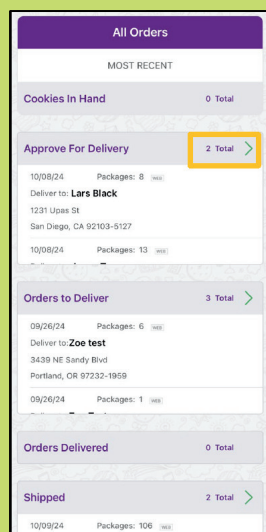 All Orders
MOST RECENT
Cookies In Hand 0 Total
Approve For Delivery 2 Total
10/08/24 Packages: 8 WEB
Deliver to: Lars Black
1231 Upas St
San Diego, CA 92103-5127
10/08/24 Packages: 13 WEB
Orders to Deliver 3 Total
09/26/24 Packages: 6 WEB
Deliver to: Zoe test
3439 NE Sandy Blvd
Portland, OR 97232-1959
09/26/24 Packages: 1 WEB
Orders Delivered 0 Total
Shipped 2 Total
10/09/24 Packages: 106 WEB